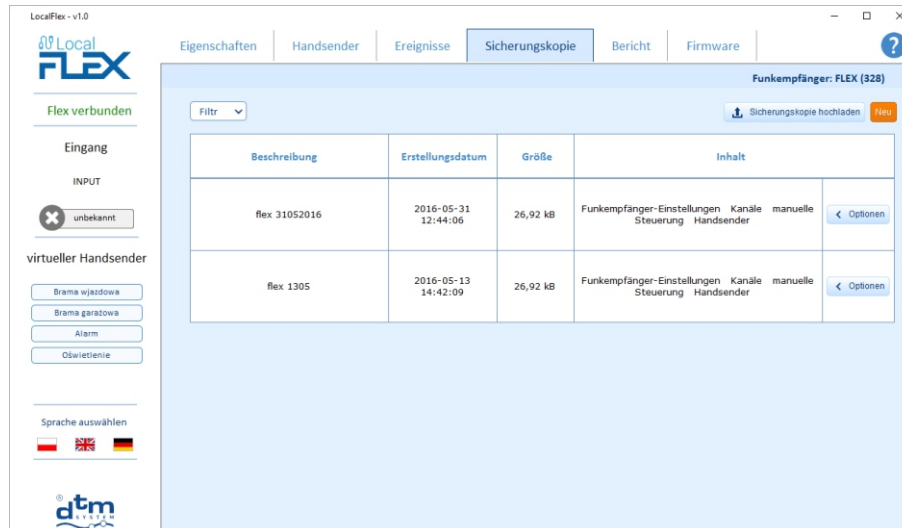 LocalFlex - v1.0
Local
FLEX
Eigenschaften Handsender Ereignisse Sicherungskopie Bericht Firmware ?
Funkempfänger: FLEX (328)
Flex verbunden
Filtr Sicherungskopie hochladen Neu
Eingang
INPUT
unbekannt
virtueller Handsender
Brama wjazdowa
Brama garażowa
Alarm
Oświetlenie
Beschreibung Erstellungsdatum Größe Inhalt
flex 31052016 2016-05-31 12:44:06 26,92 kB Funkempfänger-Einstellungen Kanäle manuelle Steuerung Handsender Optionen
flex 1305 2016-05-13 14:42:09 26,92 kB Funkempfänger-Einstellungen Kanäle manuelle Steuerung Handsender Optionen
Sprache auswählen
dtm
SYSTEM